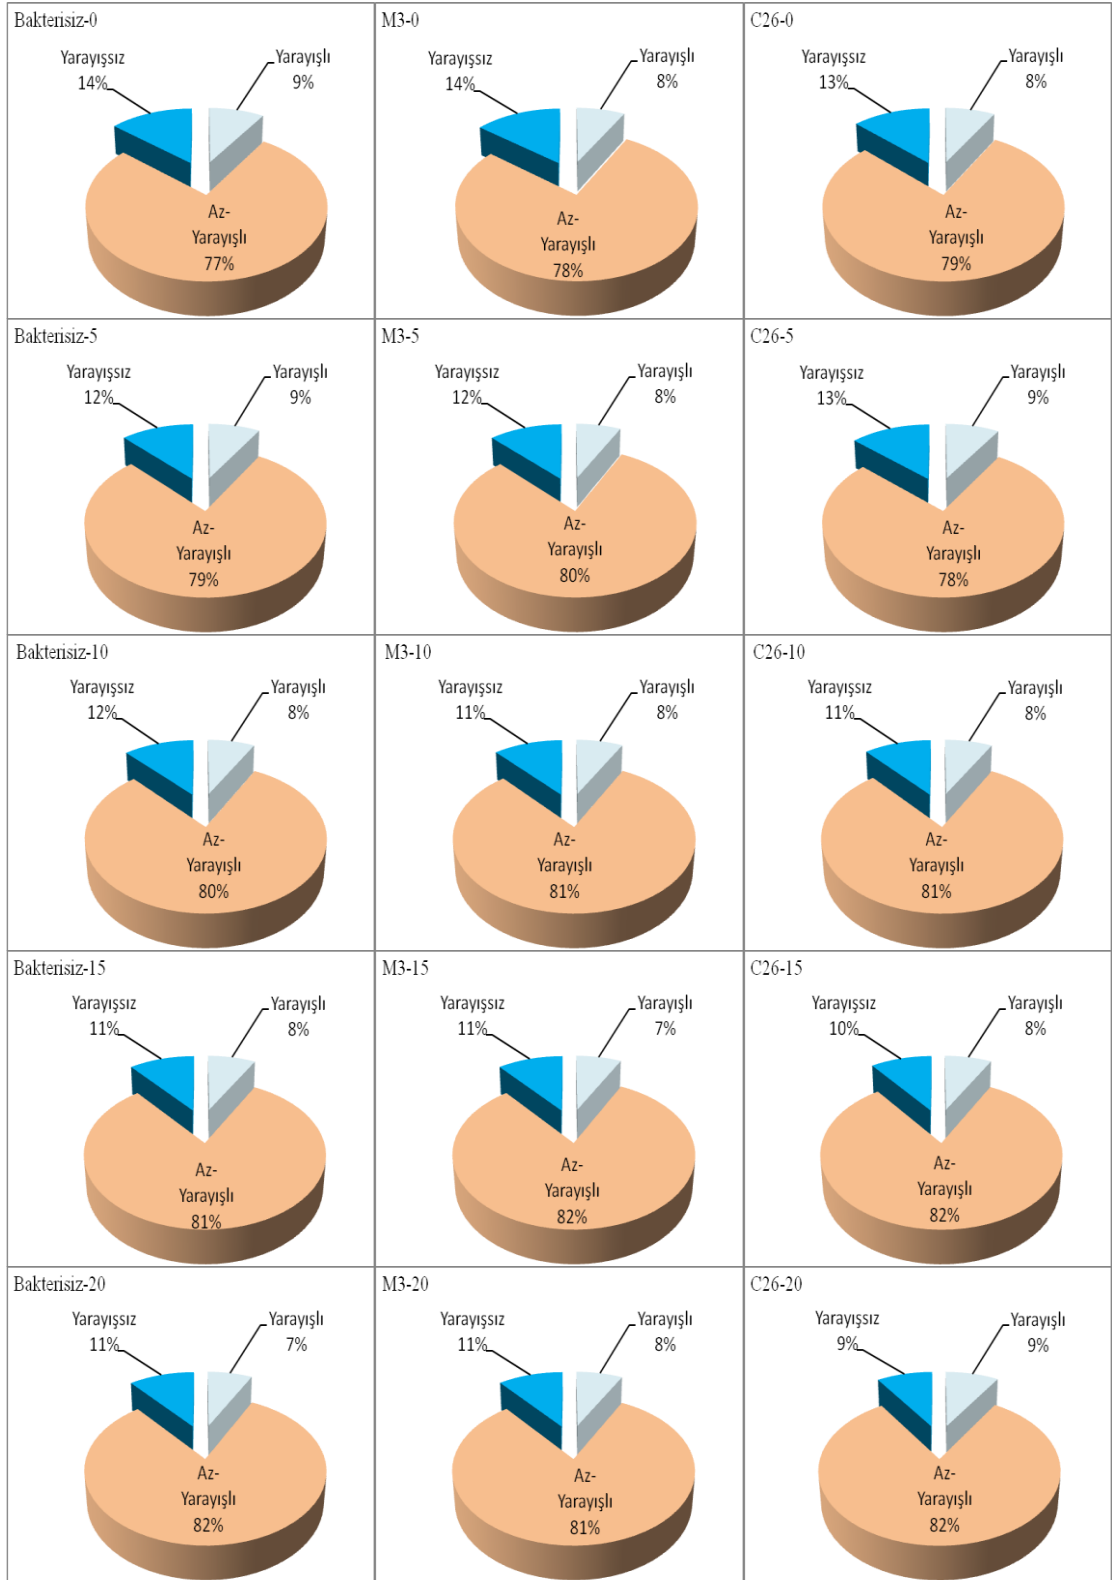 Bakterisiz-0
Yarayışsız
14%
Yarayışlı
9%
Az-
Yarayışlı
77%
M3-0
Yarayışsız
14%
Yarayışlı
8%
Az-
Yarayışlı
78%
C26-0
Yarayışsız
13%
Yarayışlı
8%
Az-
Yarayışlı
79%
Bakterisiz-5
Yarayışsız
12%
Yarayışlı
9%
Az-
Yarayışlı
79%
M3-5
Yarayışsız
12%
Yarayışlı
8%
Az-
Yarayışlı
80%
C26-5
Yarayışsız
13%
Yarayışlı
9%
Az-
Yarayışlı
78%
Bakterisiz-10
Yarayışsız
12%
Yarayışlı
8%
Az-
Yarayışlı
80%
M3-10
Yarayışsız
11%
Yarayışlı
8%
Az-
Yarayışlı
81%
C26-10
Yarayışsız
11%
Yarayışlı
8%
Az-
Yarayışlı
81%
Bakterisiz-15
Yarayışsız
11%
Yarayışlı
8%
Az-
Yarayışlı
81%
M3-15
Yarayışsız
11%
Yarayışlı
7%
Az-
Yarayışlı
82%
C26-15
Yarayışsız
10%
Yarayışlı
8%
Az-
Yarayışlı
82%
Bakterisiz-20
Yarayışsız
11%
Yarayışlı
7%
Az-
Yarayışlı
82%
M3-20
Yarayışsız
11%
Yarayışlı
8%
Az-
Yarayışlı
81%
C26-20
Yarayışsız
9%
Yarayışlı
9%
Az-
Yarayışlı
82%